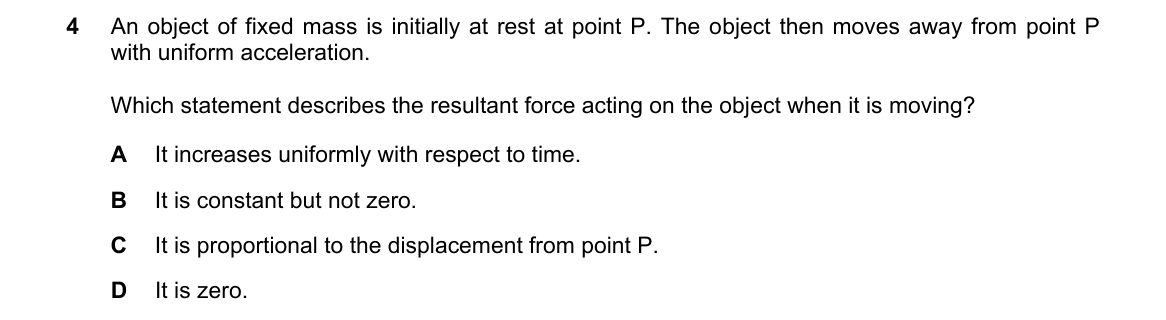 4 An object of fixed mass is initially at rest at point P. The object then moves away from point P
with uniform acceleration.
Which statement describes the resultant force acting on the object when it is moving?
A It increases uniformly with respect to time.
B It is constant but not zero.
C It is proportional to the displacement from point P.
D It is zero.